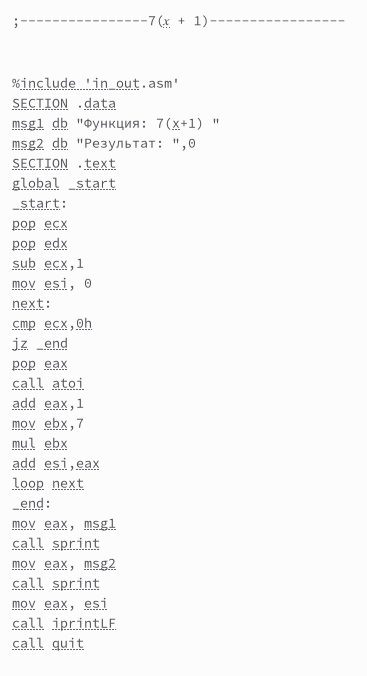 ;----------------7(x + 1)-----------------
%include 'in_out.asm'
SECTION .data
msg1 db "Функция: 7(x+1) "
msg2 db "Результат: ",0
SECTION .text
global _start
_start:
pop ecx
pop edx
sub ecx,1
mov esi, 0
next:
cmp ecx,0h
jz _end
pop eax
call atoi
add eax,1
mov ebx,7
mul ebx
add esi,eax
loop next
_end:
mov eax, msg1
call sprint
mov eax, msg2
call sprint
mov eax, esi
call iprintLF
call quit